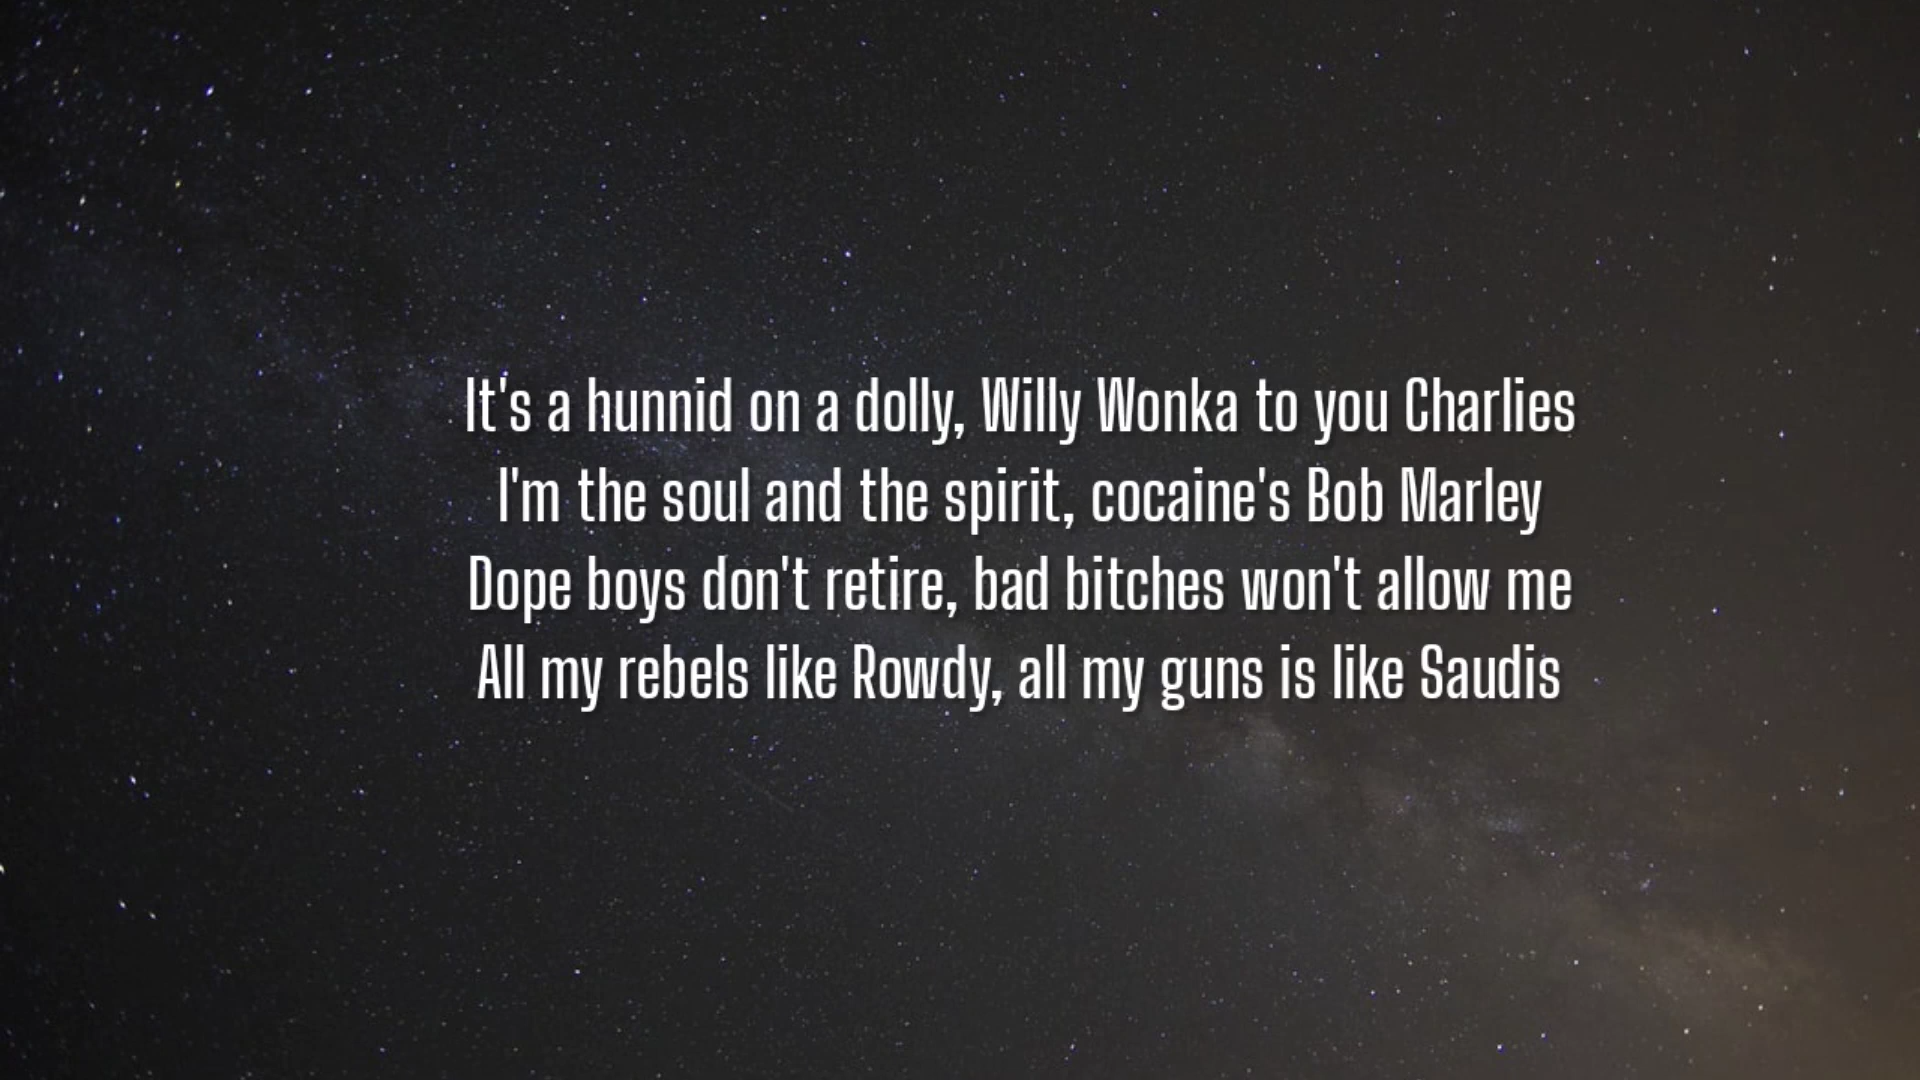 It's a hunnid on a dolly, Willy Wonka to you Charlies
I'm the soul and the spirit, cocaine's Bob Marley
Dope boys don't retire, bad bitches won't allow me
All my rebels like Rowdy, all my guns is like Saudis